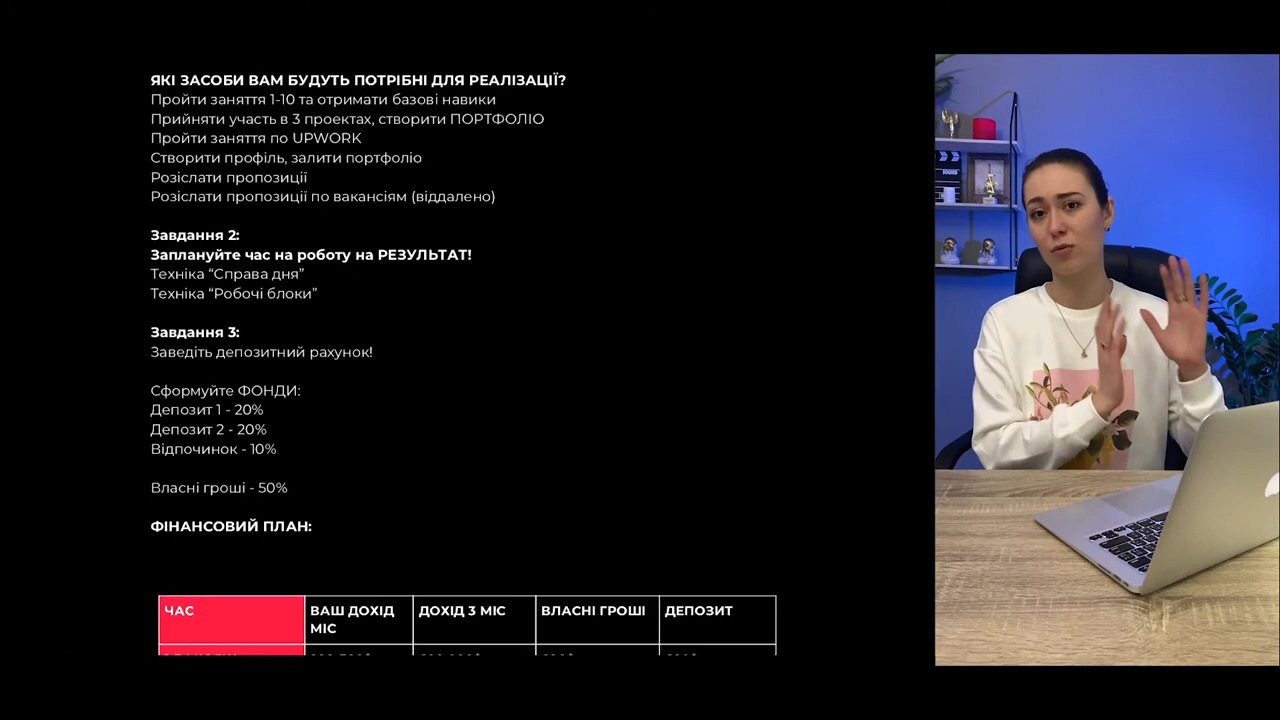 ЯКІ ЗАСОБИ ВАМ БУДУТЬ ПОТРІБНІ ДЛЯ РЕАЛІЗАЦІЇ?
Пройти заняття 1-10 та отримати базові навики
Прийняти участь в 3 проектах, створити ПОРТФОЛІО
Пройти заняття по UPWORK
Створити профіль, залити портфоліо
Розіслати пропозиції
Розіслати пропозиції по вакансіям (віддалено)
Завдання 2:
Заплануйте час на роботу на РЕЗУЛЬТАТ!
Техніка “Справа дня”
Техніка “Робочі блоки”
Завдання 3:
Заведіть депозитний рахунок!
Сформуйте ФОНДИ:
Депозит 1 - 20%
Депозит 2 - 20%
Відпочинок - 10%
Власні гроші - 50%
ФІНАНСОВИЙ ПЛАН:
ЧАС ВАШ ДОХІД МІС ДОХІД 3 МІС ВЛАСНІ ГРОШІ ДЕПОЗИТ